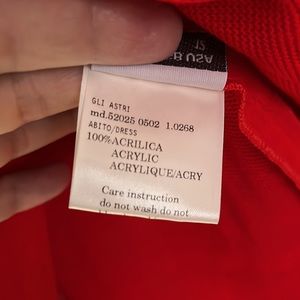 GLI ASTRI
md.52025 0502 1.0268
ABITO/DRESS
100%ACRILICA
ACRYLIC
ACRYLIQUE/ACRY
Care instruction
do not wash do not